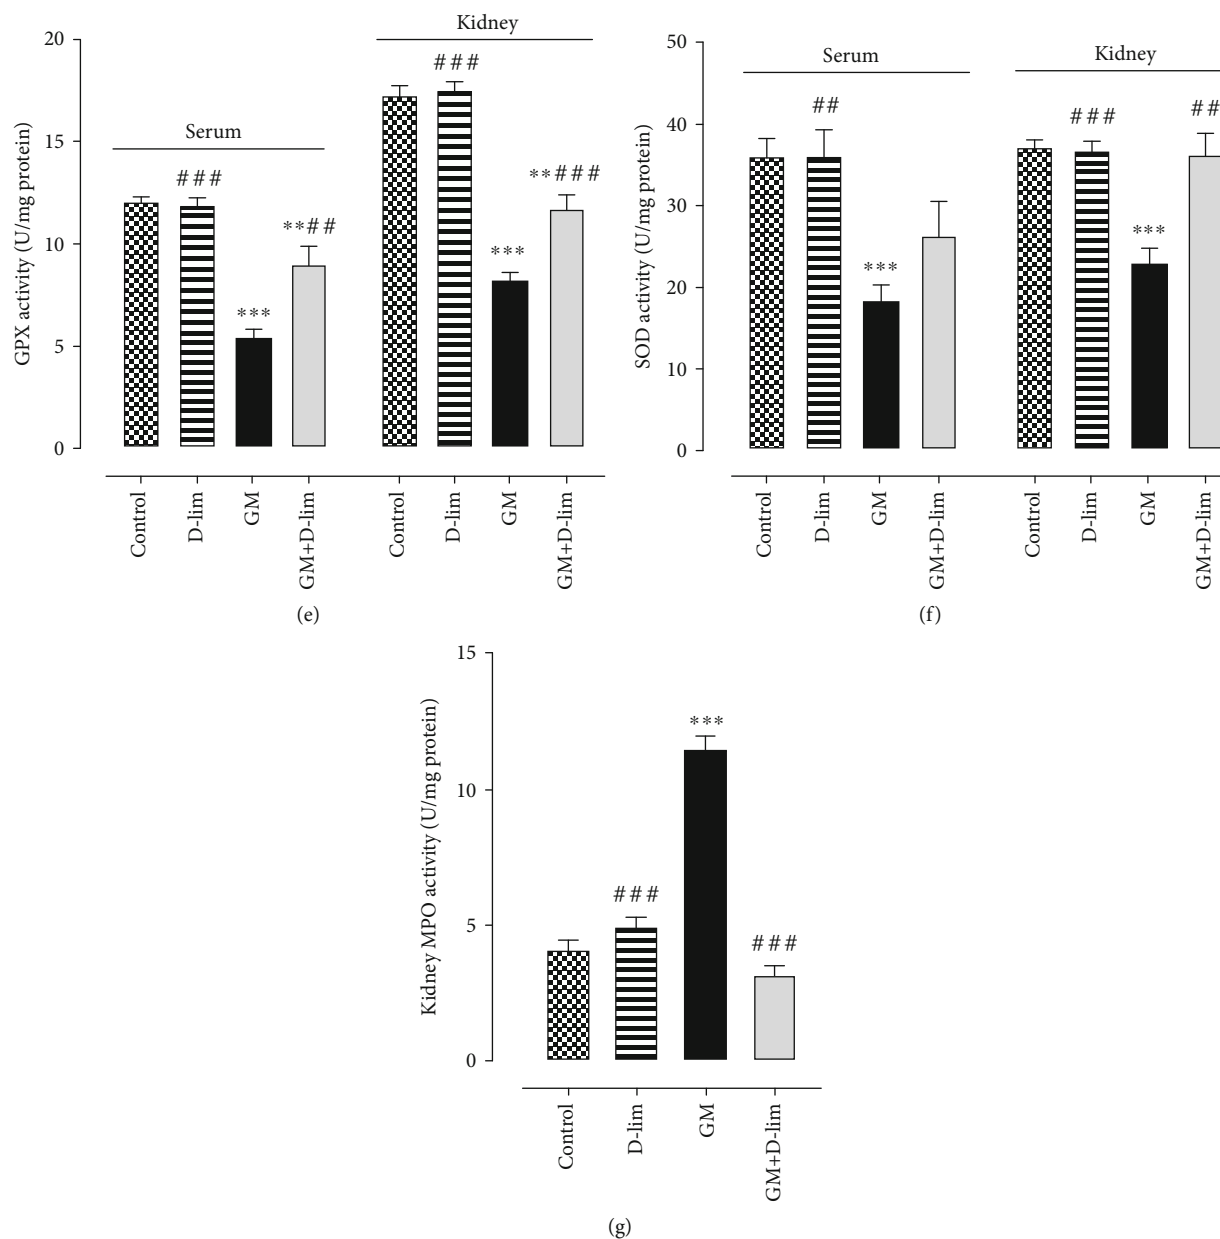 GPX activity (U/mg protein)
20
15
10
5
0
Serum
Kidney
###
***
**##
###
***
**###
Control
D-lim
GM
GM+D-lim
Control
D-lim
GM
GM+D-lim
(e)
SOD activity (U/mg protein)
50
40
30
20
10
0
Serum
Kidney
##
***
###
***
##
Control
D-lim
GM
GM+D-lim
Control
D-lim
GM
GM+D-lim
(f)
Kidney MPO activity (U/mg protein)
15
10
5
0
###
***
###
Control
D-lim
GM
GM+D-lim
(g)